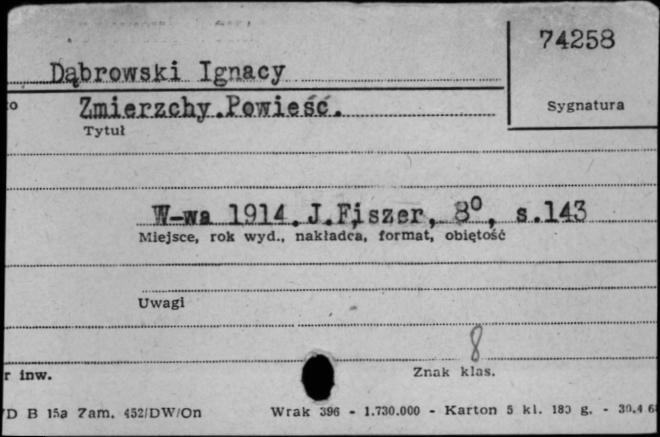 74258
Dąbrowski Ignacy
Zmierzchy.Powieść.
Sygnatura
Tytuł
W-wa 1914. J.Fiszer, 8⁰, s.143
Miejsce, rok wyd., nakładca, format, objętość
Uwagi
8
r inw.
Znak klas.
D B 15a Zam. 452/DW/On Wrak 396 - 1.730.000 - Karton 5 kl. 180 g. - 30.4